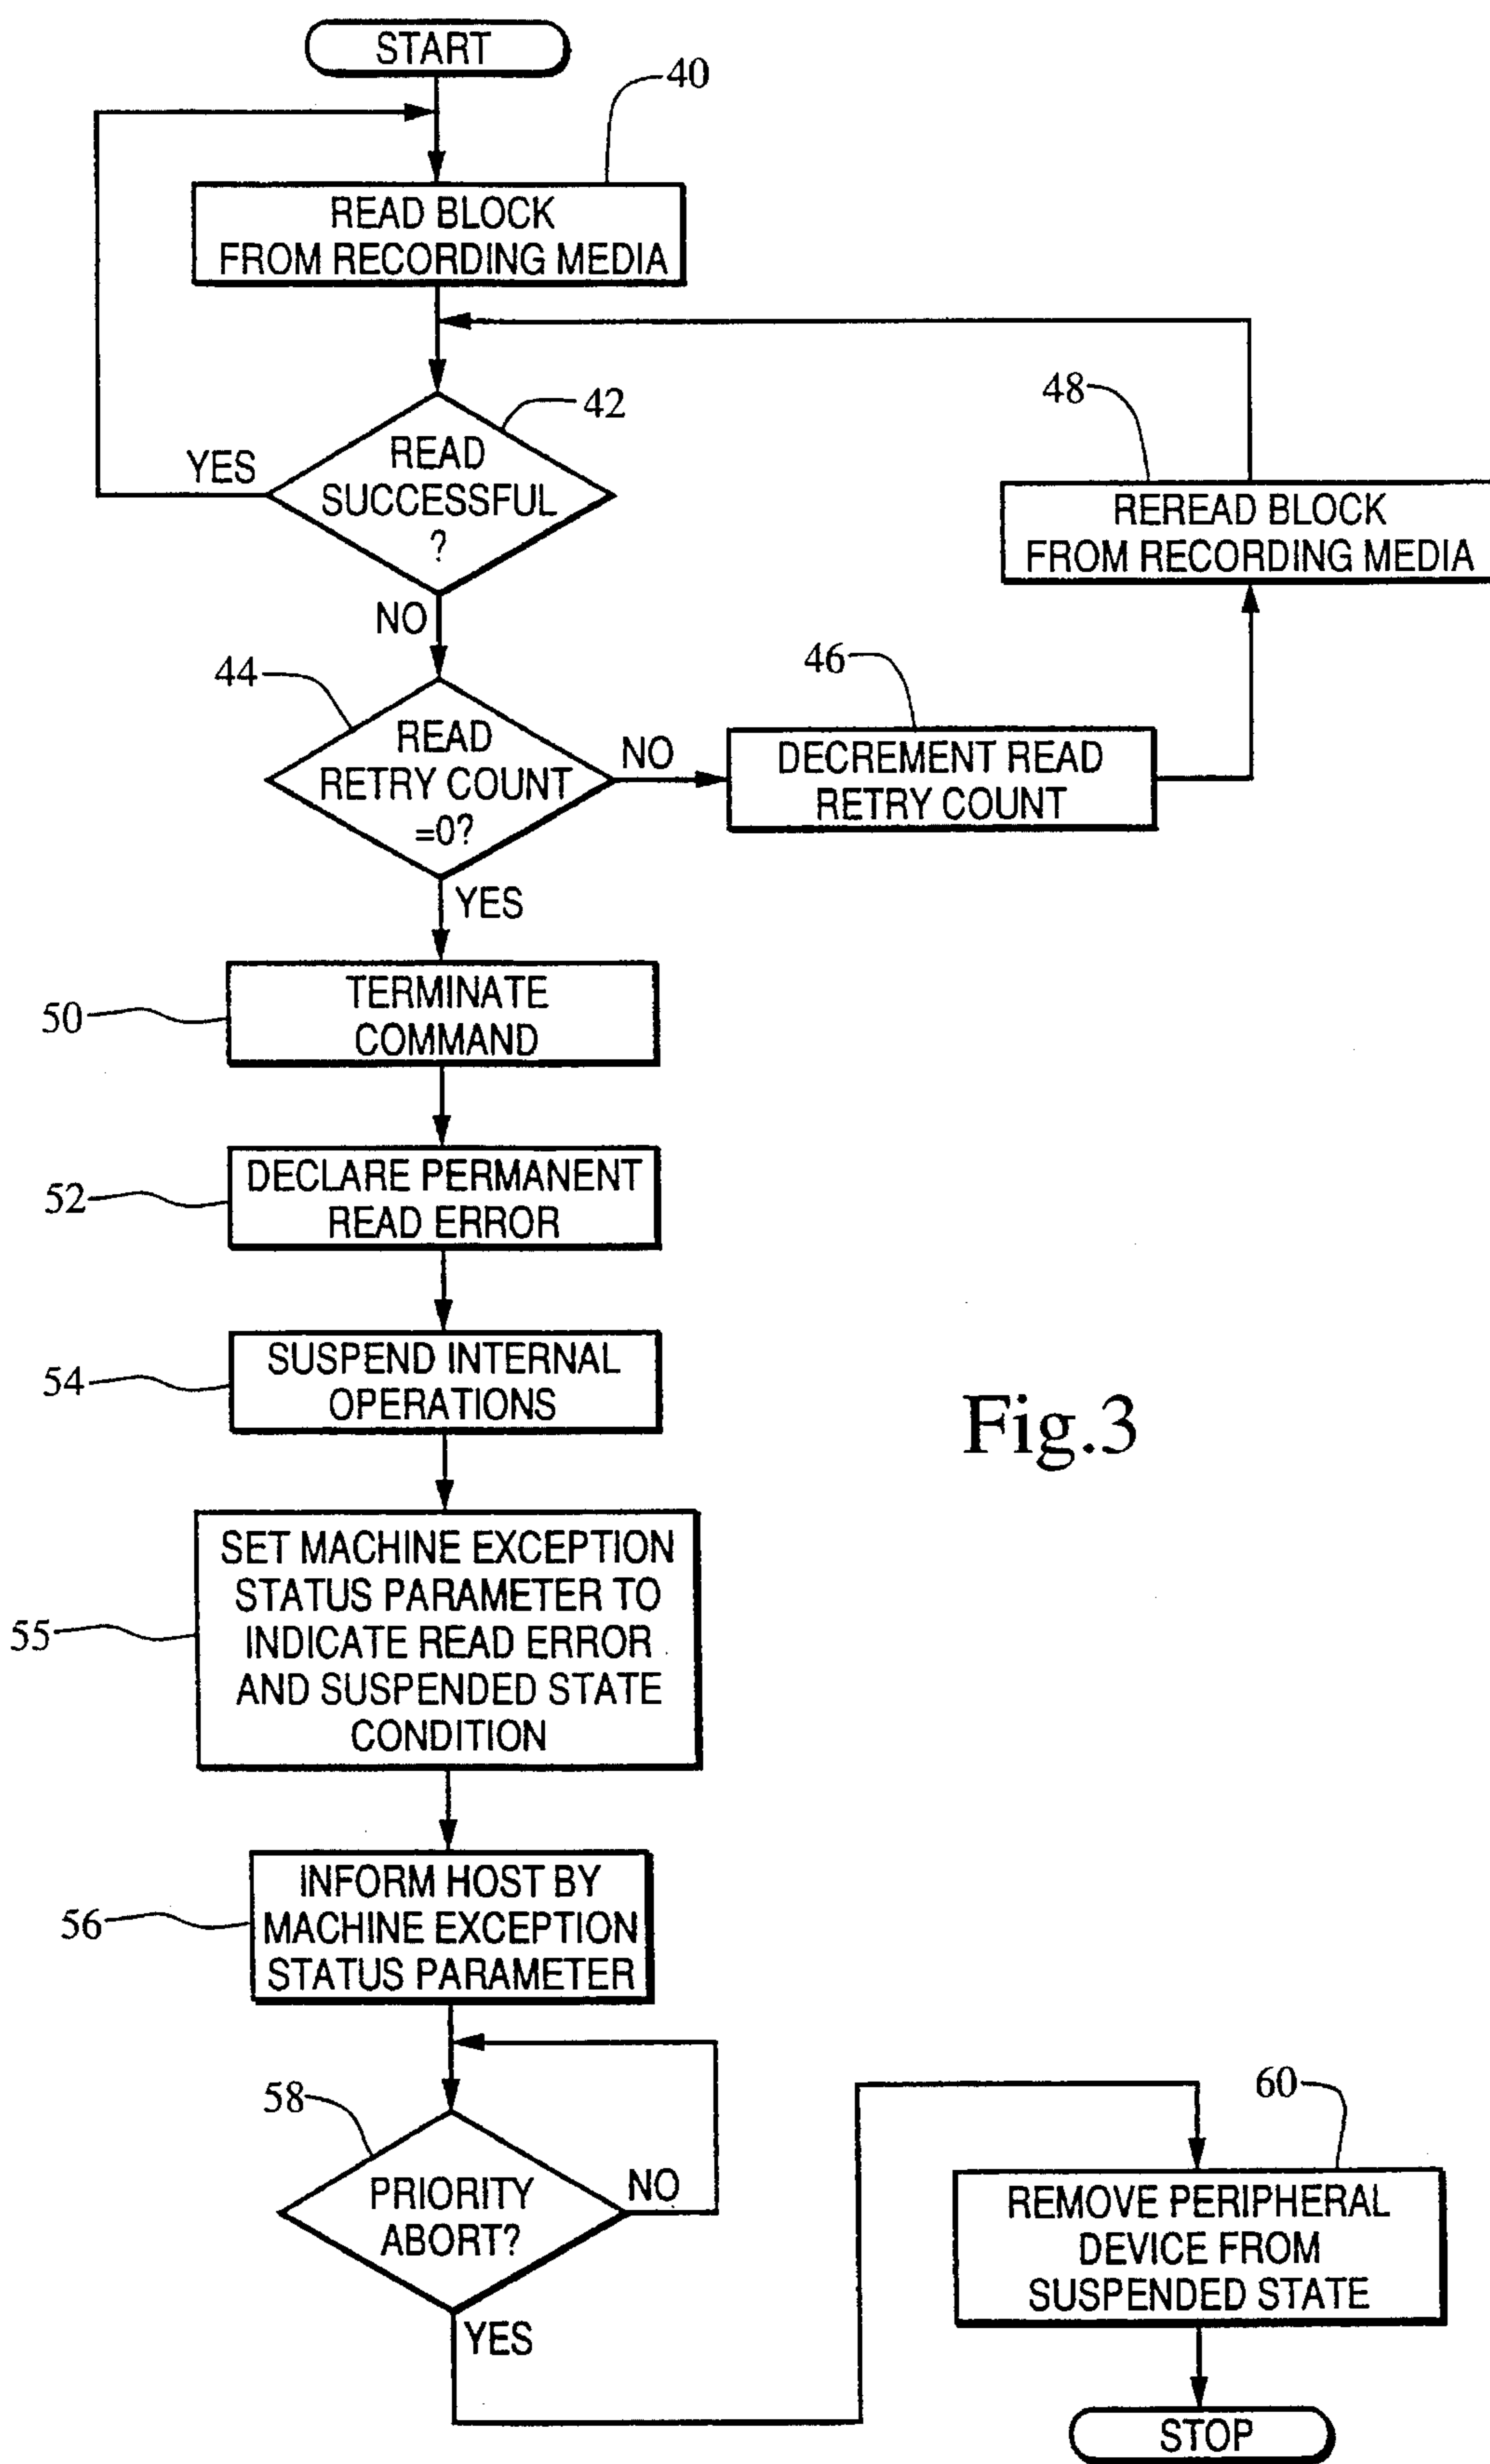 START
40
READ BLOCK
FROM RECORDING MEDIA
42
READ
SUCCESSFUL
?
YES
NO
48
REREAD BLOCK
FROM RECORDING MEDIA
44
READ
RETRY COUNT
=0?
NO
46
DECREMENT READ
RETRY COUNT
YES
50
TERMINATE
COMMAND
52
DECLARE PERMANENT
READ ERROR
54
SUSPEND INTERNAL
OPERATIONS
Fig.3
55
SET MACHINE EXCEPTION
STATUS PARAMETER TO
INDICATE READ ERROR
AND SUSPENDED STATE
CONDITION
56
INFORM HOST BY
MACHINE EXCEPTION
STATUS PARAMETER
58
PRIORITY
ABORT?
NO
YES
60
REMOVE PERIPHERAL
DEVICE FROM
SUSPENDED STATE
STOP